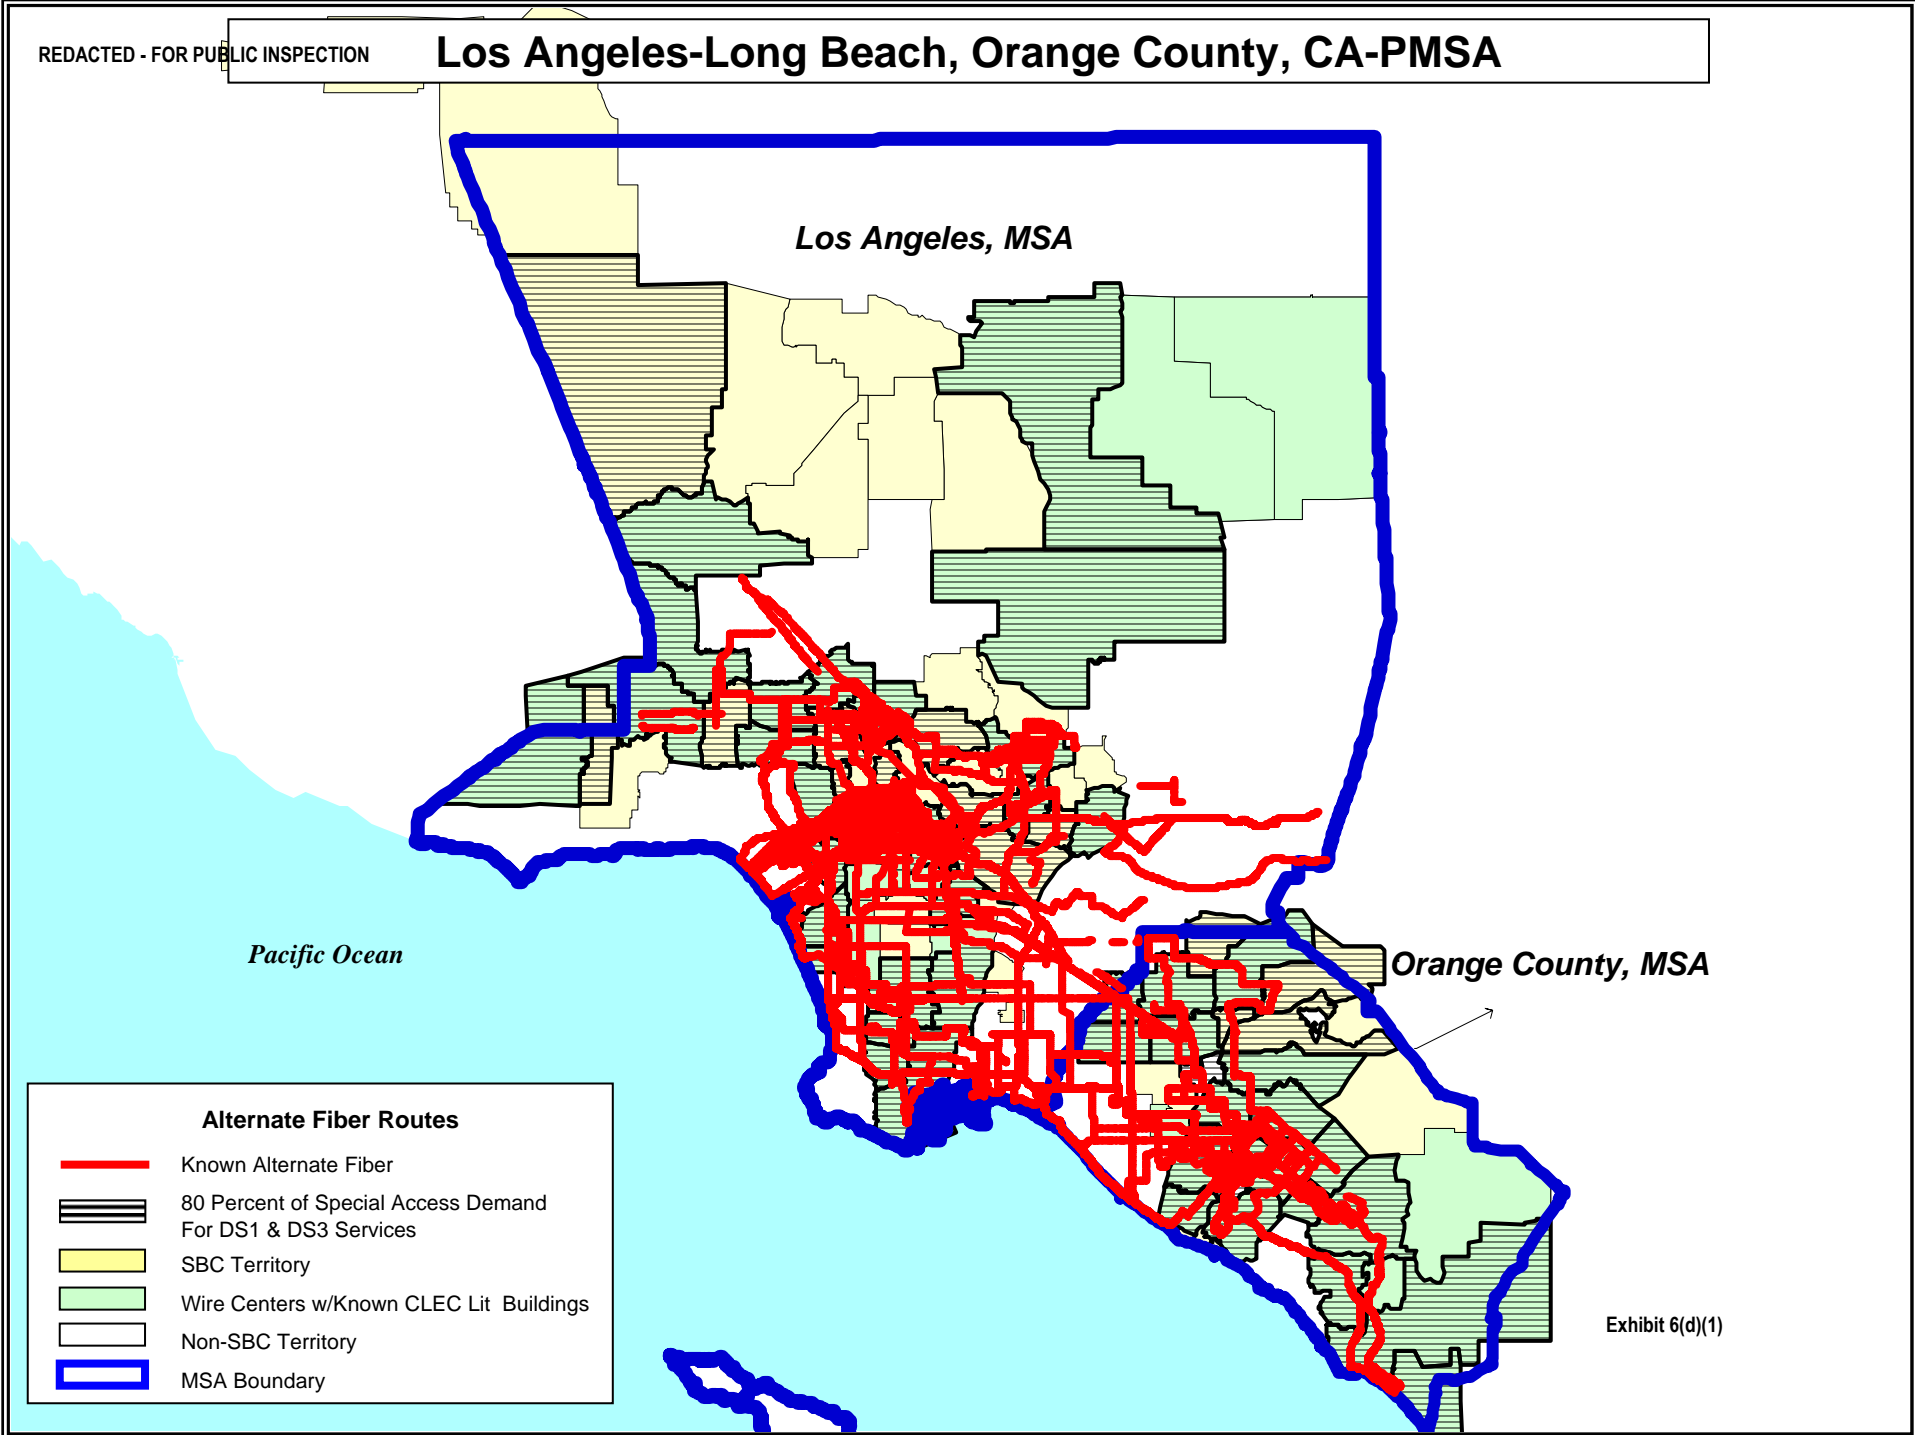 REDACTED - FOR PUBLIC INSPECTION
Los Angeles-Long Beach, Orange County, CA-PMSA
Los Angeles, MSA
Pacific Ocean
Orange County, MSA
Alternate Fiber Routes
Known Alternate Fiber
80 Percent of Special Access Demand
For DS1 & DS3 Services
SBC Territory
Wire Centers w/Known CLEC Lit Buildings
Non-SBC Territory
MSA Boundary
Exhibit 6(d)(1)